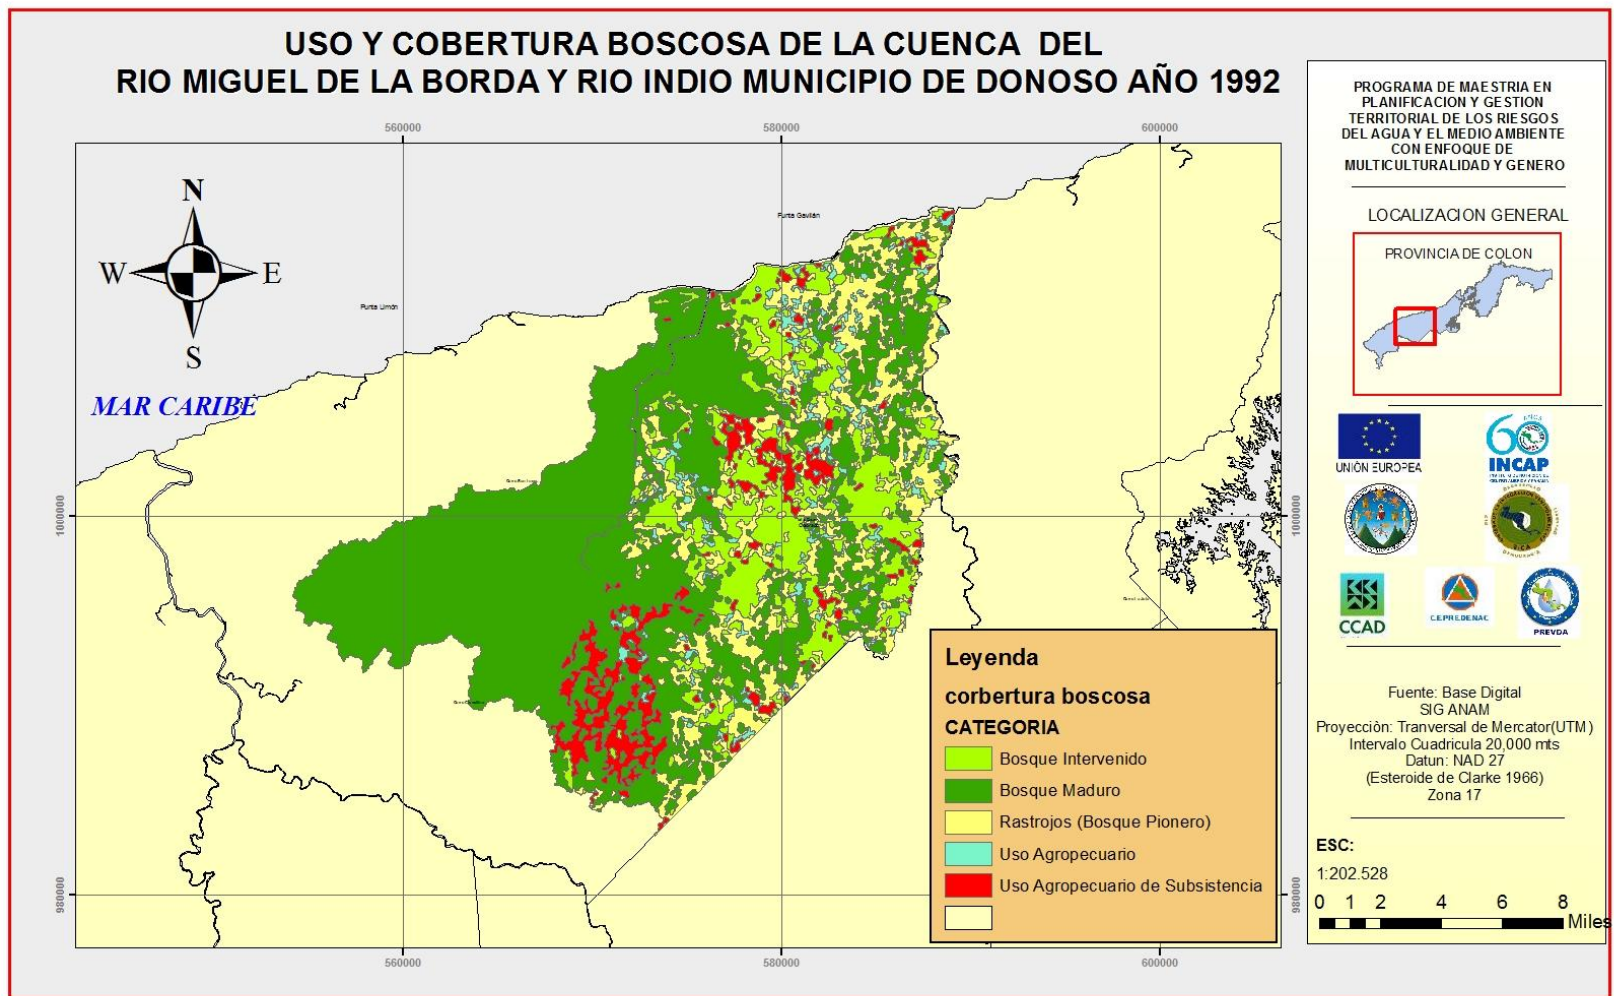 USO Y COBERTURA BOSCOSA DE LA CUENCA DEL
RIO MIGUEL DE LA BORDA Y RIO INDIO MUNICIPIO DE DONOSO AÑO 1992
560000
580000
600000
N
W
E
S
MAR CARIBE
Punta Gavilán
Punta Limón
1000000
1000000
980000
980000
560000
580000
600000
Leyenda
corbertura boscosa
CATEGORIA
Bosque Intervenido
Bosque Maduro
Rastrojos (Bosque Pionero)
Uso Agropecuario
Uso Agropecuario de Subsistencia
PROGRAMA DE MAESTRIA EN
PLANIFICACION Y GESTION
TERRITORIAL DE LOS RIESGOS
DEL AGUA Y EL MEDIO AMBIENTE
CON ENFOQUE DE
MULTICULTURALIDAD Y GENERO
LOCALIZACION GENERAL
PROVINCIA DE COLON
UNIÓN EUROPEA
60
INCAP
CCAD
CEPREDENAC
PREVDA
Fuente: Base Digital
SIG ANAM
Proyecciòn: Tranversal de Mercator(UTM)
Intervalo Cuadricula 20,000 mts
Datun: NAD 27
(Esteroide de Clarke 1966)
Zona 17
ESC:
1:202.528
0 1 2 4 6 8
Miles